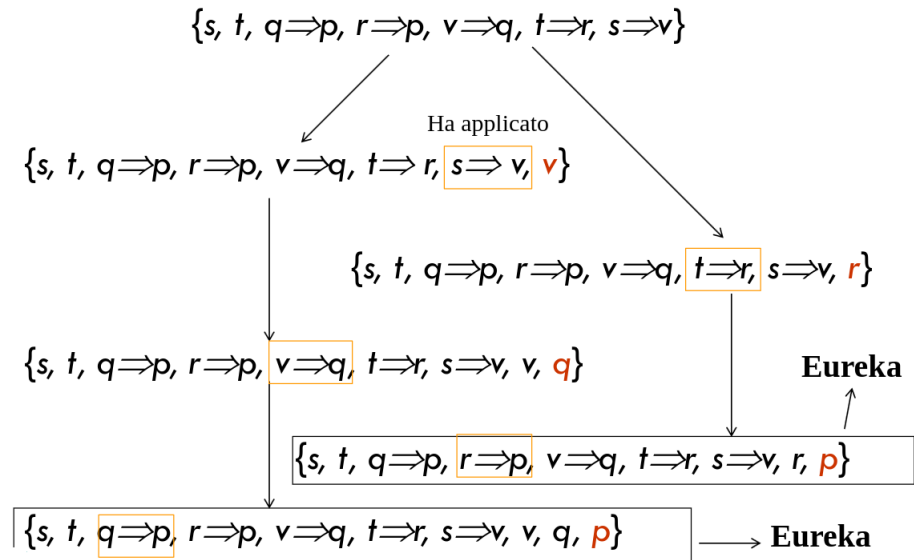 {s, t, q⇒p, r⇒p, v⇒q, t⇒r, s⇒v}
Ha applicato
{s, t, q⇒p, r⇒p, v⇒q, t⇒ r, s⇒ v, v}
{s, t, q⇒p, r⇒p, v⇒q, t⇒r, s⇒v, r}
{s, t, q⇒p, r⇒p, v⇒q, t⇒r, s⇒v, v, q}
Eureka
{s, t, q⇒p, r⇒p, v⇒q, t⇒r, s⇒v, r, p}
{s, t, q⇒p, r⇒p, v⇒q, t⇒r, s⇒v, v, q, p}
Eureka